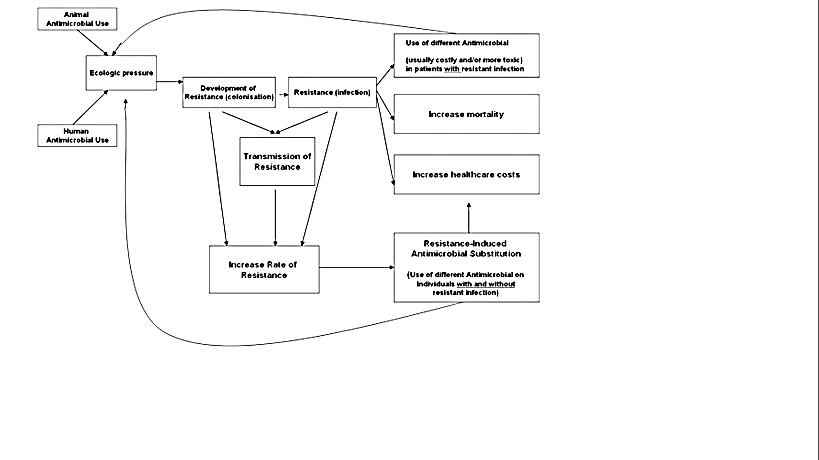 Animal
Antimicrobial Use
Ecologic pressure
Human
Antimicrobial Use
Development of
Resistance (colonisation)
Resistance (infection)
Transmission of
Resistance
Increase Rate of
Resistance
Use of different Antimicrobial
(usually costly and/or more toxic)
in patients with resistant infection
Increase mortality
Increase healthcare costs
Resistance-Induced
Antimicrobial Substitution
(Use of different Antimicrobial on
Individuals with and without
resistant infection)